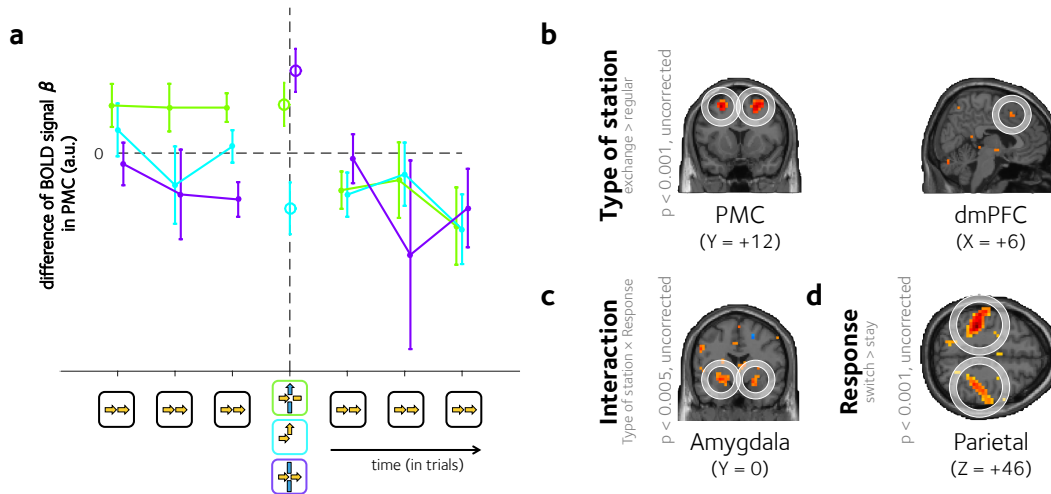 a
difference of BOLD signal β
in PMC (a.u.)
0
time (in trials)
b
Type of station
exchange > regular
p < 0.001, uncorrected
PMC
(Y = +12)
dmPFC
(X = +6)
c
Interaction
Type of station × Response
p < 0.005, uncorrected
Amygdala
(Y = 0)
d
Response
switch > stay
p < 0.001, uncorrected
Parietal
(Z = +46)